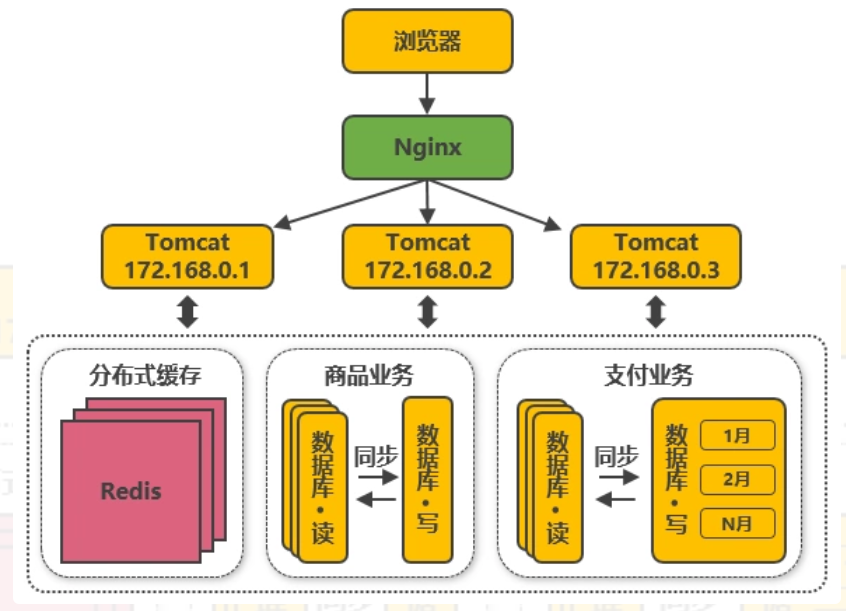 浏览器
Nginx
Tomcat
172.168.0.1
Tomcat
172.168.0.2
Tomcat
172.168.0.3
分布式缓存
商品业务
支付业务
Redis
数据库·读
同步
数据库·写
数据库·读
同步
数据库·写
1月
2月
N月